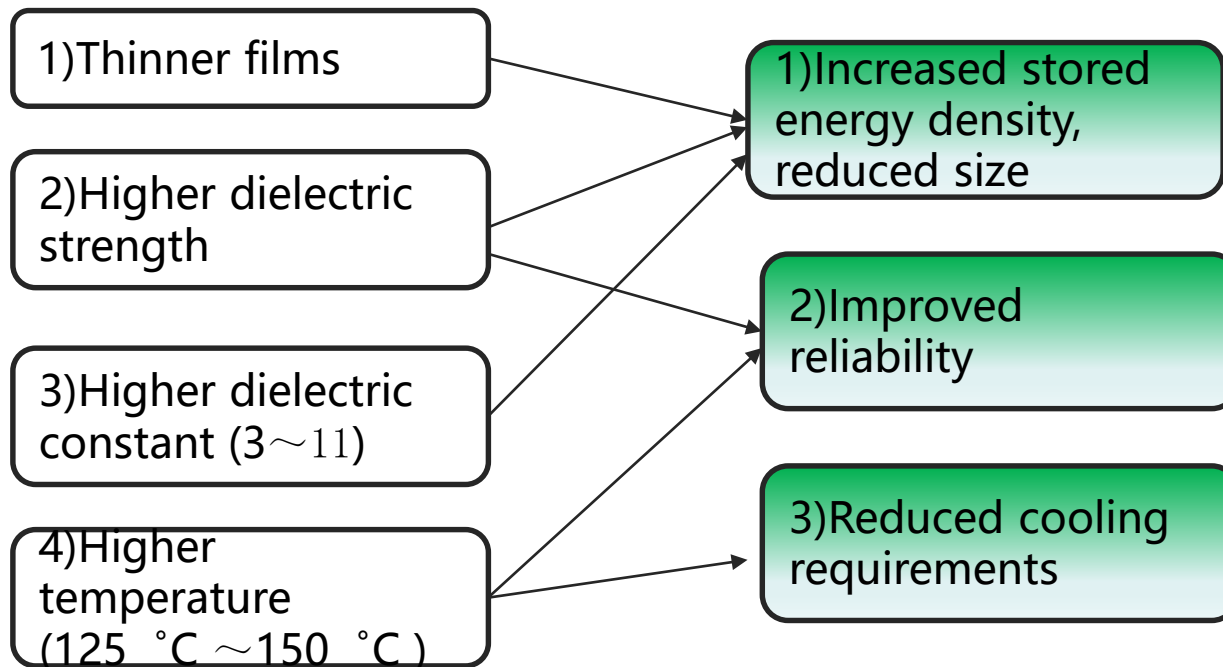 1)Thinner films
2)Higher dielectric
strength
3)Higher dielectric
constant (3～11)
4)Higher
temperature
(125 ˚C ～150 ˚C )
1)Increased stored
energy density,
reduced size
2)Improved
reliability
3)Reduced cooling
requirements